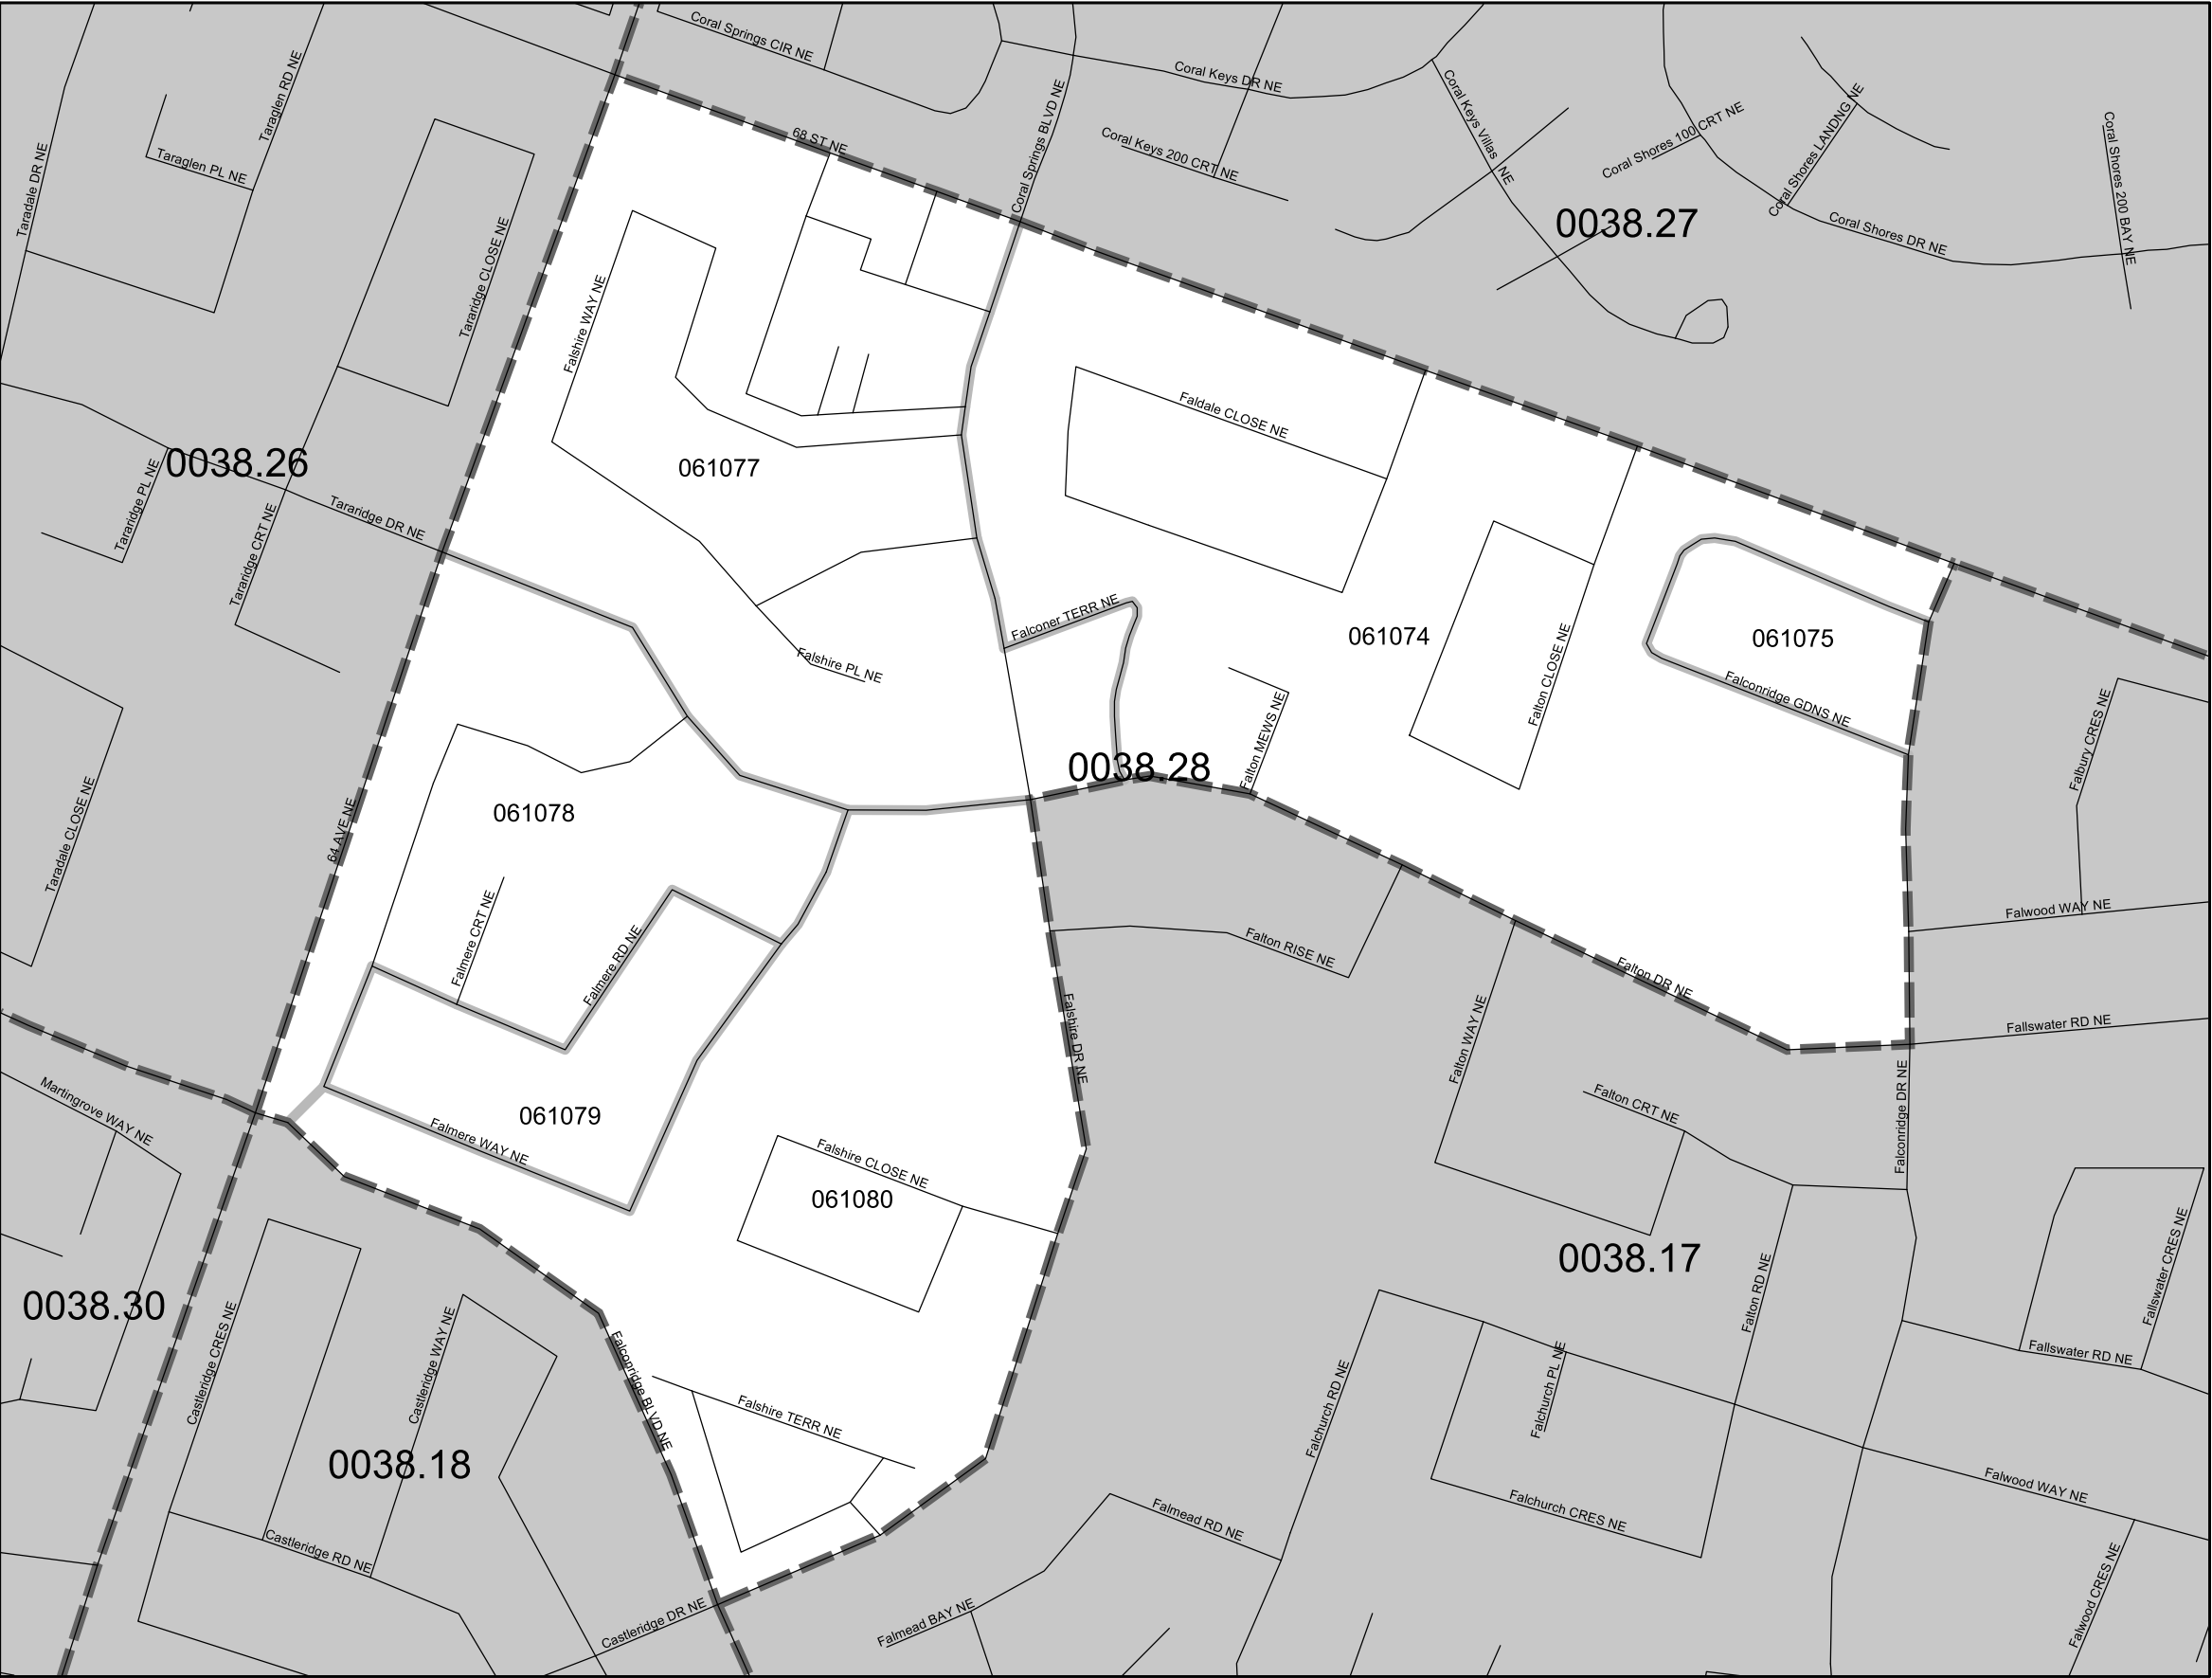 Coral Springs CIR NE
Coral Keys DR NE
Taraglen RD NE
Coral Springs BLVD NE
Coral Keys Villas NE
Coral Shores LANDNG NE
Coral Shores 100 CRT NE
Coral Shores 200 BAY NE
68 ST NE
Coral Keys 200 CRT NE
Taraglen PL NE
Taradale DR NE
0038.27
Coral Shores DR NE
Tararidge CLOSE NE
Falshire WAY NE
Faldale CLOSE NE
0038.26
061077
Tararidge PL NE
Tararidge DR NE
Tararidge CRT NE
Falconer TERR NE
061074
061075
Falshire PL NE
Falton CLOSE NE
Falconridge GDNS NE
Falton MEWS NE
Falbury CRES NE
0038.28
061078
64 AVE NE
Taradale CLOSE NE
Falmere CRT NE
Falmere RD NE
Falwood WAY NE
Falton RISE NE
Falton DR NE
Falshire DR NE
Falton WAY NE
Fallswater RD NE
Martingrove WAY NE
061079
Falmere WAY NE
Falton CRT NE
Falconridge DR NE
Falshire CLOSE NE
061080
0038.17
0038.30
Fallswater CRES NE
Falton RD NE
Castleridge CRES NE
Castleridge WAY NE
Falconridge BLVD NE
Fallswater RD NE
Falchurch PL NE
Falchurch RD NE
Falshire TERR NE
0038.18
Falwood WAY NE
Falchurch CRES NE
Falmead RD NE
Castleridge RD NE
Falwood CRES NE
Castleridge DR NE
Falmead BAY NE